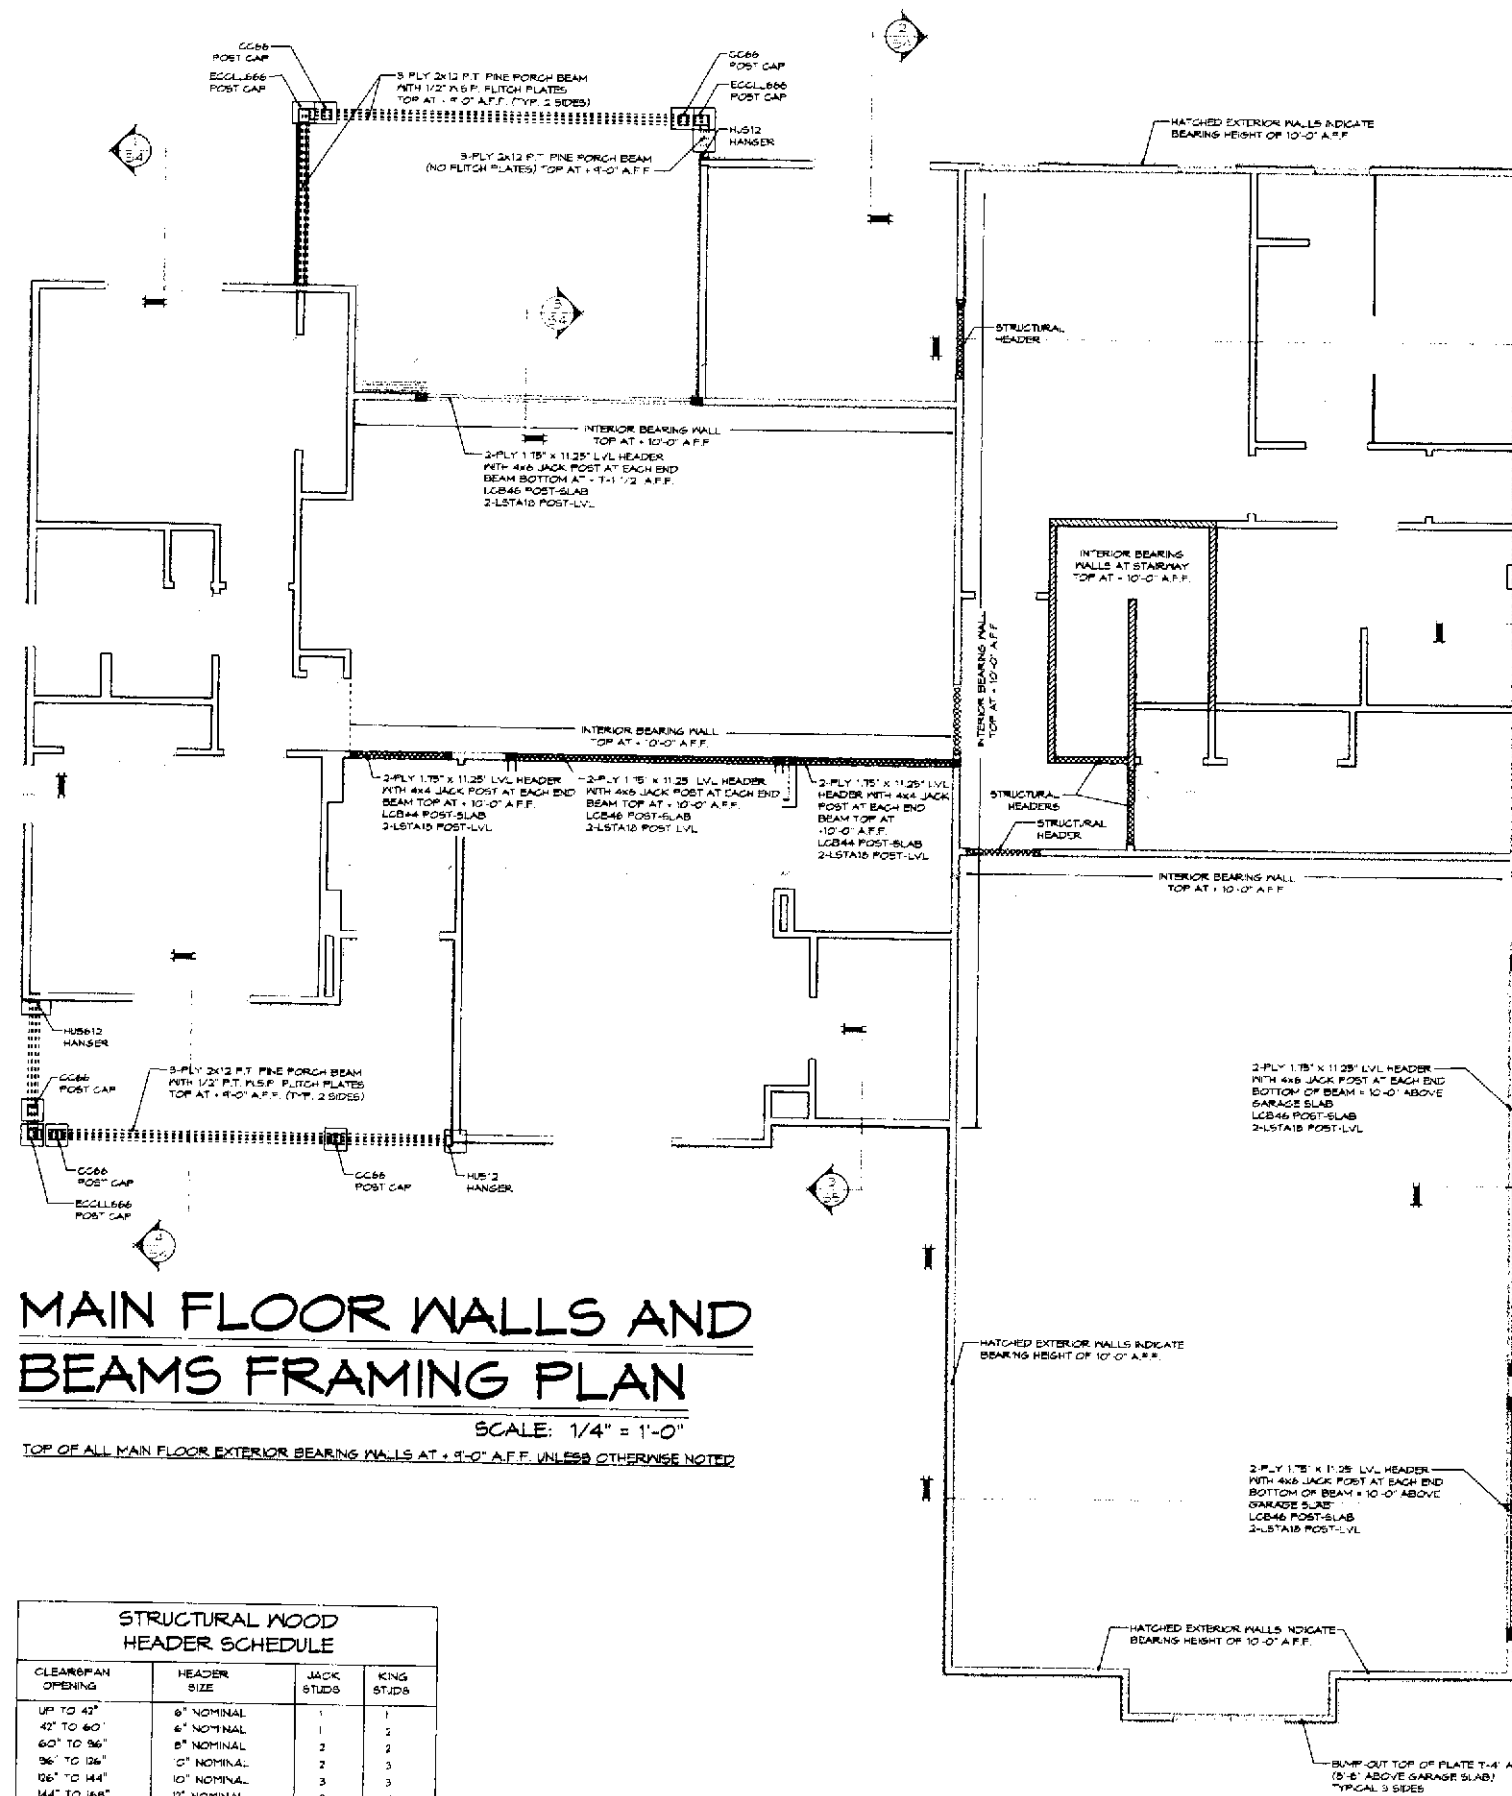 CC66
POST CAP
ECCLL666
POST CAP
3-PLY 2x12 P.T. PINE PORCH BEAM
WITH 1/2" W.S.P. FLITCH PLATES
TOP AT + 9'-0" A.F.F. (TYP. 2 SIDES)
CC66
POST CAP
ECCLL666
POST CAP
HUS12
HANGER
3-PLY 2x12 P.T. PINE PORCH BEAM
(NO FLITCH PLATES) TOP AT + 9'-0" A.F.F.
HATCHED EXTERIOR WALLS INDICATE
BEARING HEIGHT OF 10'-0" A.F.F.
STRUCTURAL
HEADER
INTERIOR BEARING WALL
TOP AT + 10'-0" A.F.F.
2-PLY 1.75" x 11.25" LVL HEADER
WITH 4x6 JACK POST AT EACH END
BEAM BOTTOM AT + 7'-1 1/2" A.F.F.
LCB46 POST-SLAB
2-LSTA18 POST-LVL
INTERIOR BEARING
WALLS AT STAIRWAY
TOP AT + 10'-0" A.F.F.
INTERIOR BEARING WALL
TOP AT + 10'-0" A.F.F.
INTERIOR BEARING WALL
TOP AT + 10'-0" A.F.F.
2-PLY 1.75" x 11.25" LVL HEADER
WITH 4x4 JACK POST AT EACH END
BEAM TOP AT + 10'-0" A.F.F.
LCB44 POST-SLAB
2-LSTA18 POST-LVL
2-PLY 1.75" x 11.25 LVL HEADER
WITH 4x6 JACK POST AT EACH END
BEAM TOP AT + 10'-0" A.F.F.
LCB46 POST-SLAB
2-LSTA18 POST LVL
2-PLY 1.75" x 11.25" LVL
HEADER WITH 4x4 JACK
POST AT EACH END
BEAM TOP AT
+10'-0" A.F.F.
LCB44 POST-SLAB
2-LSTA18 POST-LVL
STRUCTURAL
HEADERS
STRUCTURAL
HEADER
INTERIOR BEARING WALL
TOP AT + 10'-0" A.F.F.
HUS612
HANGER
CC66
POST CAP
3-PLY 2x12 P.T. PINE PORCH BEAM
WITH 1/2" P.T. W.S.P. FLITCH PLATES
TOP AT + 9'-0" A.F.F. (TYP. 2 SIDES)
CC66
POST CAP
ECCLL666
POST CAP
CC66
POST CAP
HUS12
HANGER
2-PLY 1.75" x 11.25" LVL HEADER
WITH 4x6 JACK POST AT EACH END
BOTTOM OF BEAM = 10'-0" ABOVE
GARAGE SLAB
LCB46 POST-SLAB
2-LSTA18 POST-LVL
MAIN FLOOR WALLS AND
BEAMS FRAMING PLAN
SCALE: 1/4" = 1'-0"
TOP OF ALL MAIN FLOOR EXTERIOR BEARING WALLS AT + 9'-0" A.F.F. UNLESS OTHERWISE NOTED
HATCHED EXTERIOR WALLS INDICATE
BEARING HEIGHT OF 10'-0" A.F.F.
2-PLY 1.75" x 11.25" LVL HEADER
WITH 4x6 JACK POST AT EACH END
BOTTOM OF BEAM = 10'-0" ABOVE
GARAGE SLAB
LCB46 POST-SLAB
2-LSTA18 POST-LVL
HATCHED EXTERIOR WALLS INDICATE
BEARING HEIGHT OF 10'-0" A.F.F.
BUMP-OUT TOP OF PLATE 7'-4" A
(8'-8" ABOVE GARAGE SLAB)
TYPICAL 3 SIDES
STRUCTURAL WOOD
HEADER SCHEDULE
CLEARSPAN OPENING HEADER SIZE JACK STUDS KING STUDS
UP TO 42" 6" NOMINAL 1 1
42" TO 60" 6" NOMINAL 1 2
60" TO 96" 8" NOMINAL 2 2
96" TO 126" 10" NOMINAL 2 3
126" TO 144" 10" NOMINAL 3 3
144" TO 168" 12" NOMINAL